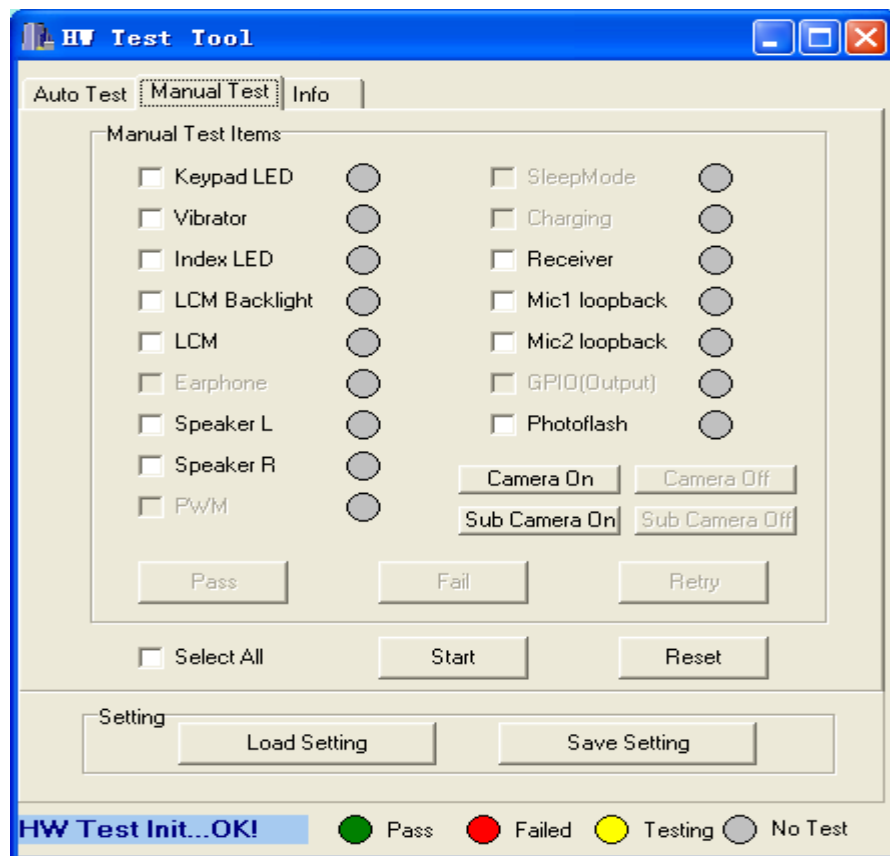 HW Test Tool
Auto Test Manual Test Info
Manual Test Items
Keypad LED SleepMode
Vibrator Charging
Index LED Receiver
LCM Backlight Mic1 loopback
LCM Mic2 loopback
Earphone GPIO(Output)
Speaker L Photoflash
Speaker R Camera On Camera Off
PWM Sub Camera On Sub Camera Off
Pass Fail Retry
Select All Start Reset
Setting
Load Setting Save Setting
HW Test Init...OK! Pass Failed Testing No Test